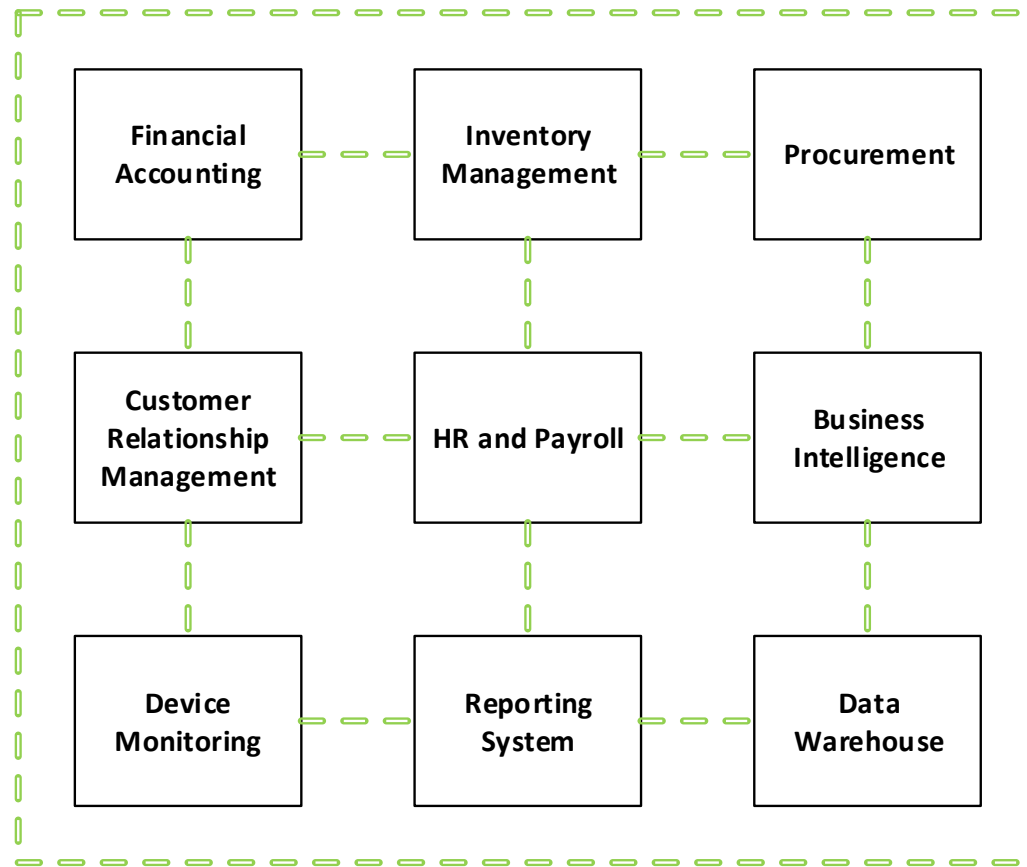 Financial
Accounting
Inventory
Management
Procurement
Customer
Relationship
Management
HR and Payroll
Business
Intelligence
Device
Monitoring
Reporting
System
Data
Warehouse